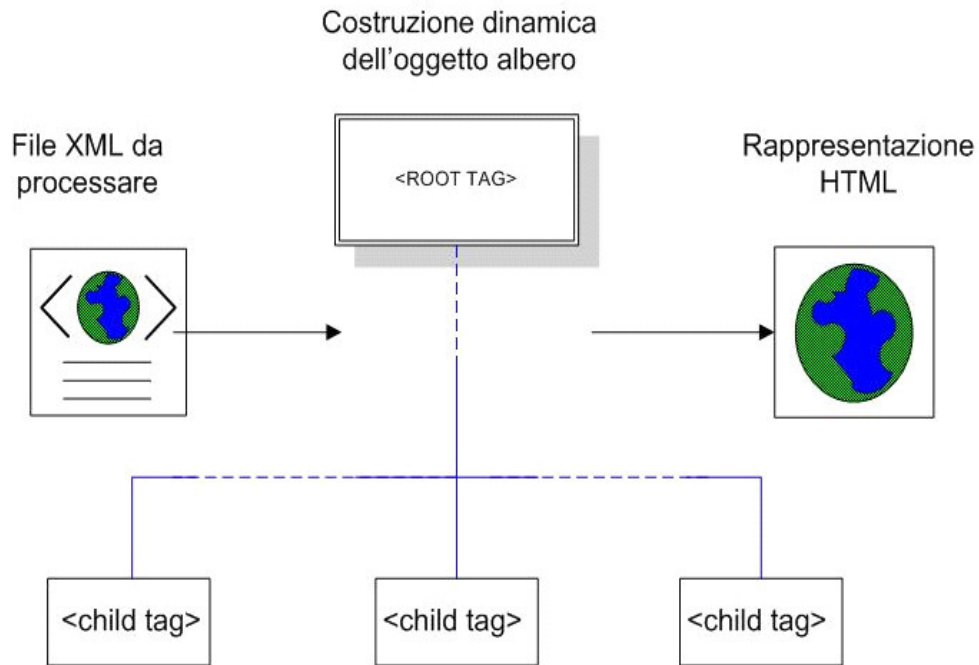 Costruzione dinamica
dell'oggetto albero
File XML da
processare
<ROOT TAG>
Rappresentazione
HTML
<child tag>
<child tag>
<child tag>